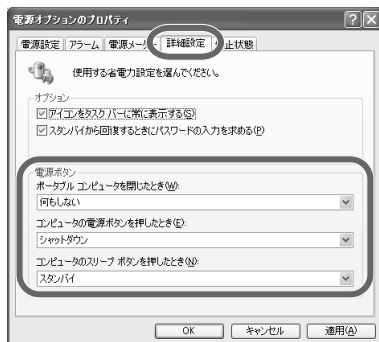 電源オプションのプロパティ
電源設定 アラーム 電源メーター 詳細設定 止状態
使用する省電力設定を選んでください。
オプション
アイコンをタスク バーに常に表示する(S)
スタンバイから回復するときにパスワードの入力を求める(P)
電源ボタン
ポータブル コンピュータを閉じたとき(W):
何もしない
コンピュータの電源ボタンを押したとき(E):
シャットダウン
コンピュータのスリープ ボタンを押したとき(N):
スタンバイ
OK キャンセル 適用(A)